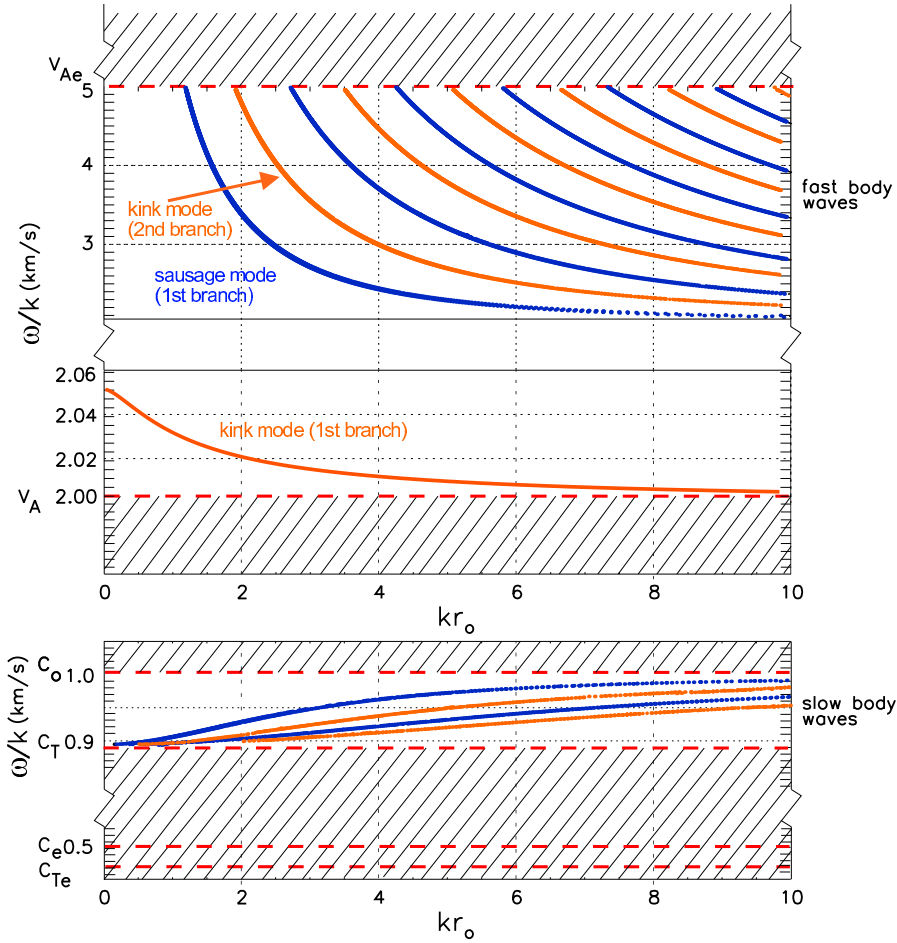 V_Ae
5
4
3
ω/k (km/s)
kink mode
(2nd branch)
sausage mode
(1st branch)
fast body
waves
2.06
2.04
2.02
V_A 2.00
kink mode (1st branch)
0 2 4 6 8 10
kr_o
C_o 1.0
C_T 0.9
C_e 0.5
C_Te
ω/k (km/s)
slow body
waves
0 2 4 6 8 10
kr_o